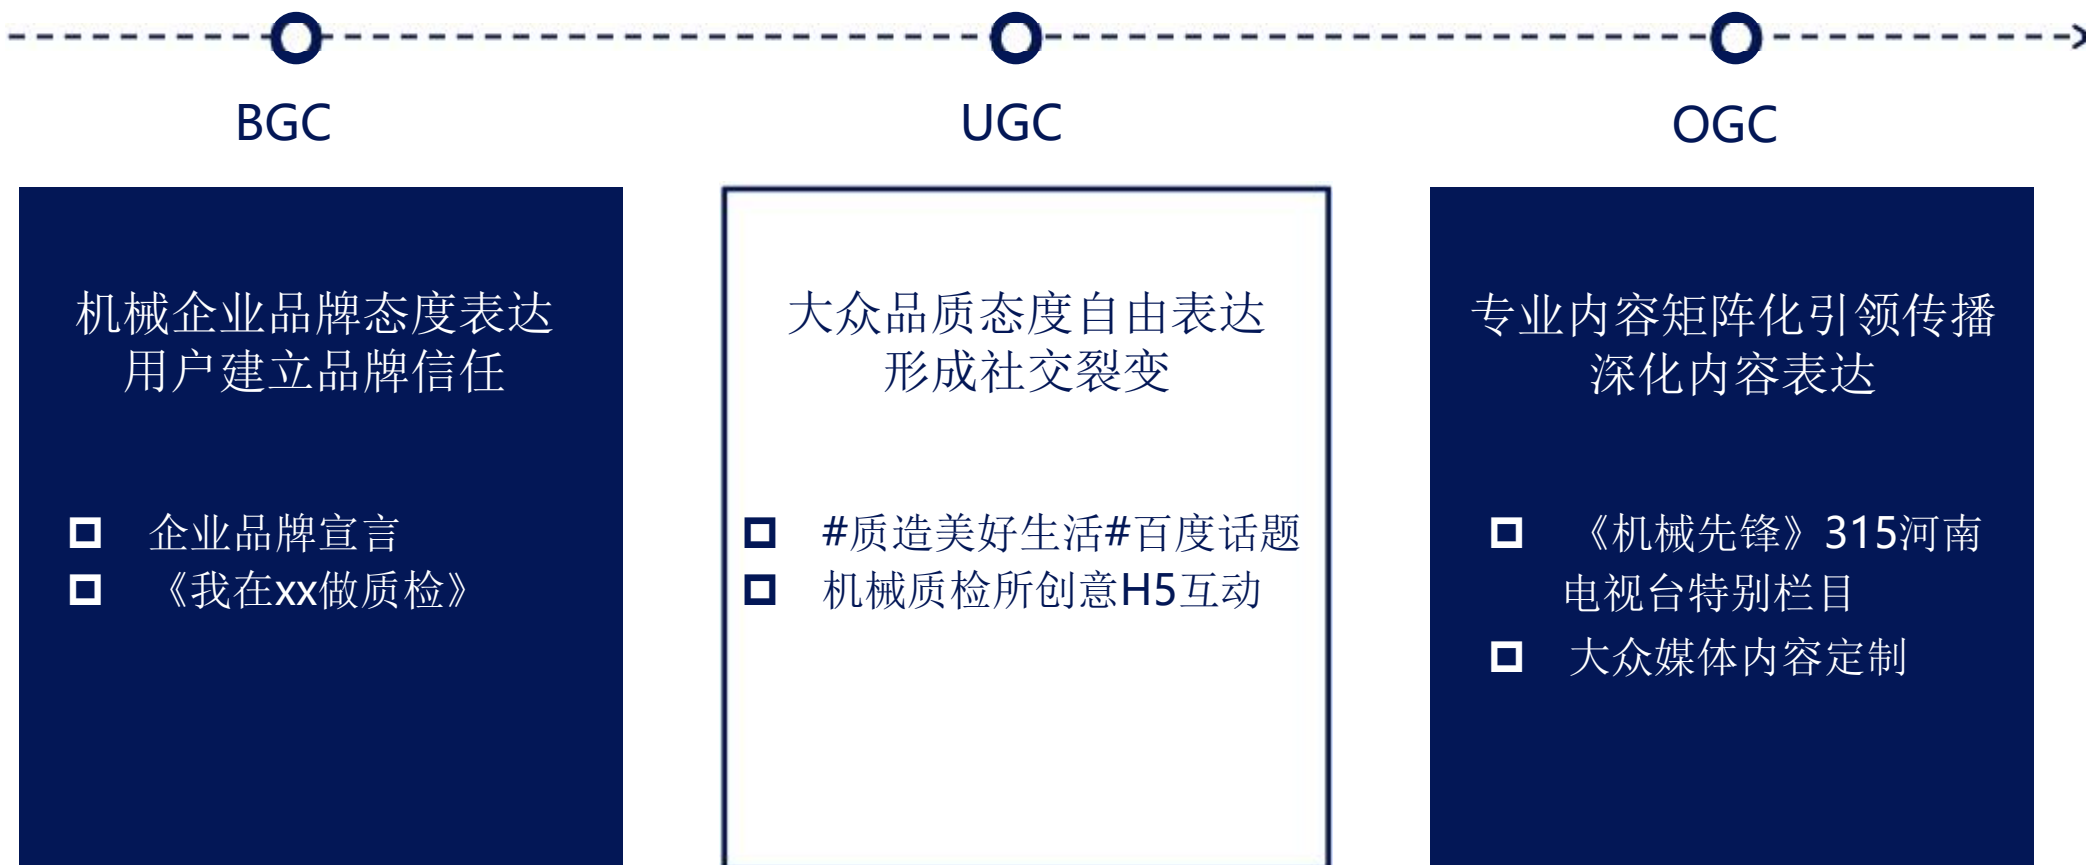 BGC
UGC
OGC
机械企业品牌态度表达
用户建立品牌信任
企业品牌宣言
《我在xx做质检》
大众品质态度自由表达
形成社交裂变
#质造美好生活#百度话题
机械质检所创意H5互动
专业内容矩阵化引领传播
深化内容表达
《机械先锋》315河南
电视台特别栏目
大众媒体内容定制